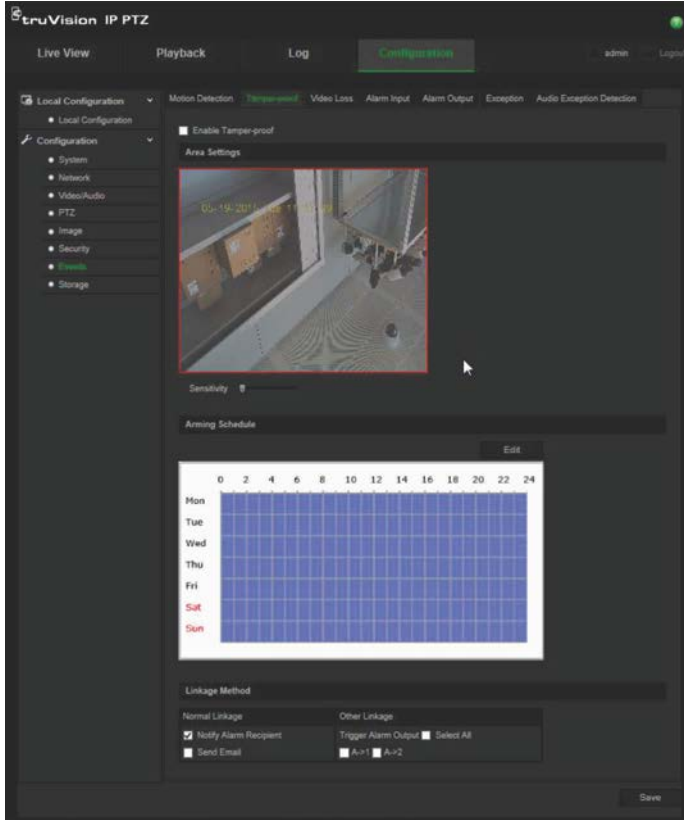 truVision IP PTZ
Live View Playback Log Configuration admin Logout
Local Configuration
Local Configuration
Configuration
System
Network
Video/Audio
PTZ
Image
Security
Events
Storage
Motion Detection Tamper-proof Video Loss Alarm Input Alarm Output Exception Audio Exception Detection
Enable Tamper-proof
Area Settings
Sensitivity
Arming Schedule
Edit
0 2 4 6 8 10 12 14 16 18 20 22 24
Mon
Tue
Wed
Thu
Fri
Sat
Sun
Linkage Method
Normal Linkage Other Linkage
Notify Alarm Recipient Trigger Alarm Output Select All
Send Email A->1 A->2
Save